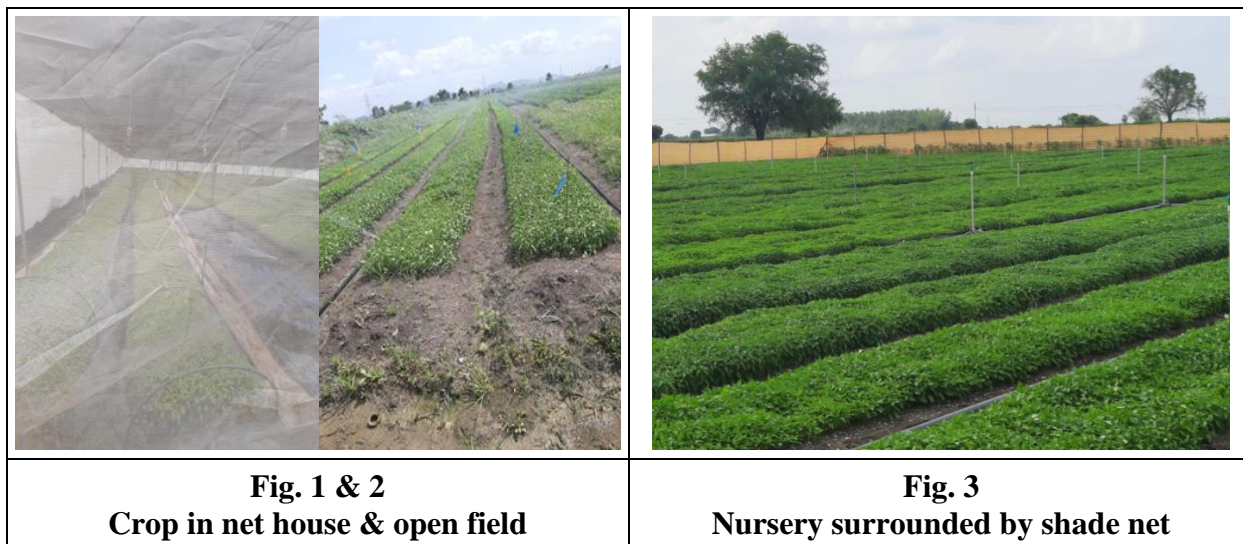 Fig. 1 & 2
Crop in net house & open field
Fig. 3
Nursery surrounded by shade net